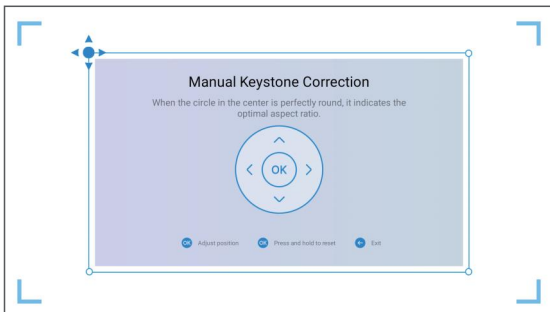 Manual Keystone Correction
When the circle in the center is perfectly round, it indicates the
optimal aspect ratio.
OK
OK Adjust position OK Press and hold to reset Exit